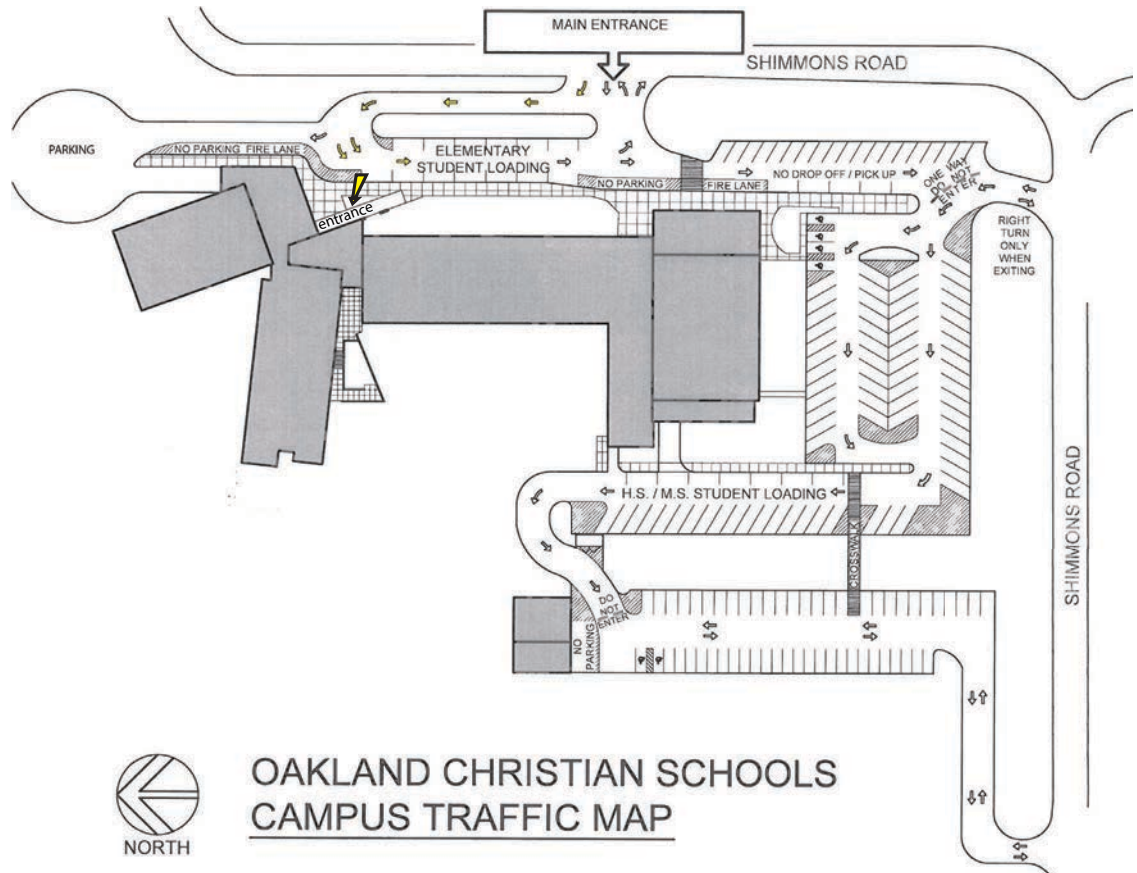 MAIN ENTRANCE
SHIMMONS ROAD
PARKING
NO PARKING FIRE LANE
ELEMENTARY
STUDENT LOADING
NO PARKING
FIRE LANE
NO DROP OFF / PICK UP
ONE WAY
DO NOT
ENTER
entrance
RIGHT
TURN
ONLY
WHEN
EXITING
H.S. / M.S. STUDENT LOADING
CROSSWALK
SHIMMONS ROAD
DO
NOT
ENTER
NO
PARKING
OAKLAND CHRISTIAN SCHOOLS
CAMPUS TRAFFIC MAP
NORTH